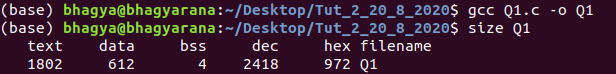 (base) bhagya@bhagyarana:~/Desktop/Tut_2_20_8_2020$ gcc Q1.c -o Q1
(base) bhagya@bhagyarana:~/Desktop/Tut_2_20_8_2020$ size Q1
   text    data     bss     dec     hex filename
   1802     612       4    2418     972 Q1